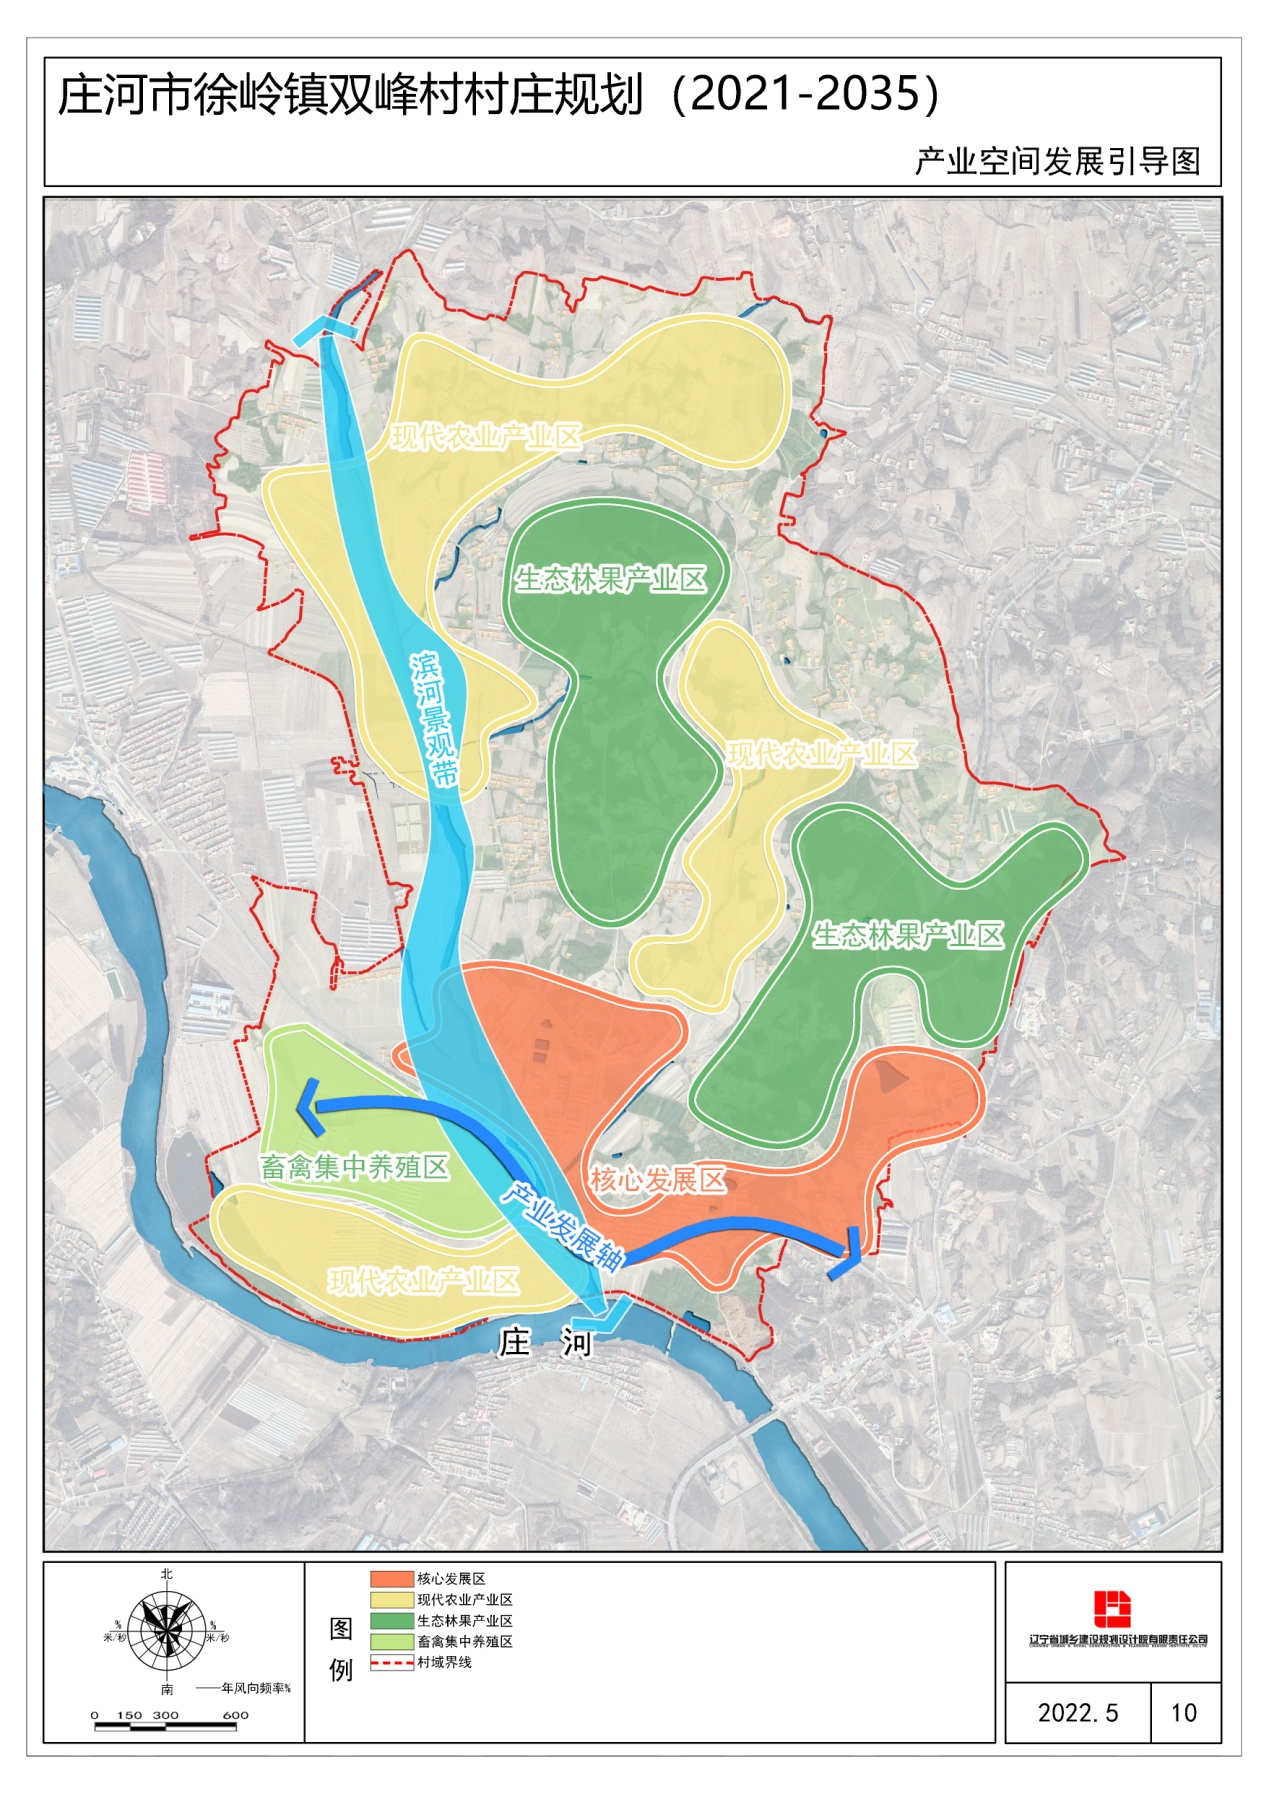 庄河市徐岭镇双峰村村庄规划（2021-2035）
产业空间发展引导图
现代农业产业区
生态林果产业区
滨河景观带
现代农业产业区
生态林果产业区
畜禽集中养殖区
核心发展区
产业发展轴
现代农业产业区
庄 河
北
%
米/秒
%
米/秒
南
年风向频率%
0 150 300 600
图例
核心发展区
现代农业产业区
生态林果产业区
畜禽集中养殖区
村域界线
辽宁省城乡建设规划设计院有限责任公司
2022.5
10